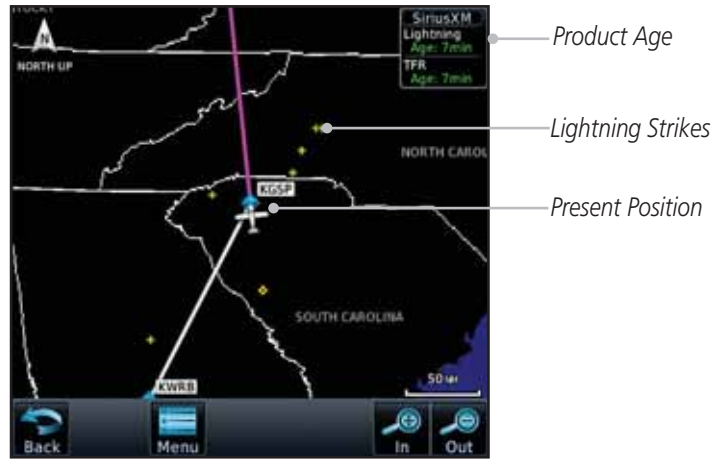 SiriusXM
Lightning
Age: 7min
TFR
Age: 7min
Product Age
N
NORTH UP
Lightning Strikes
NORTH CAROL
KGSP
Present Position
SOUTH CAROLINA
50
KWRB
Back
Menu
In
Out